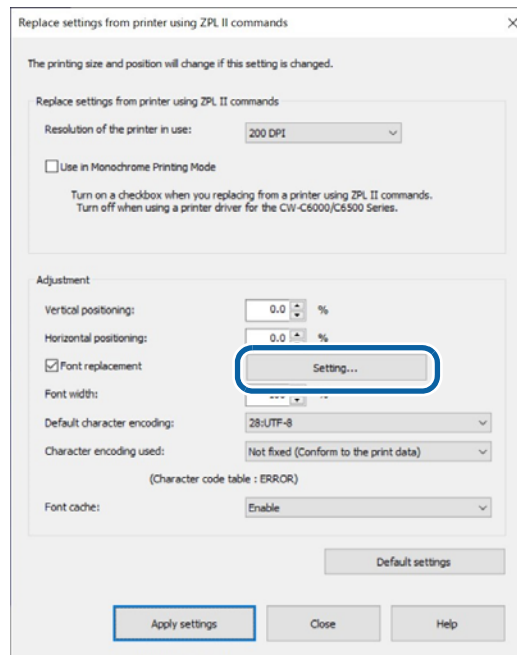 Replace settings from printer using ZPL II commands
The printing size and position will change if this setting is changed.
Replace settings from printer using ZPL II commands
Resolution of the printer in use: 200 DPI
Use in Monochrome Printing Mode
Turn on a checkbox when you replacing from a printer using ZPL II commands.
Turn off when using a printer driver for the CW-C6000/C6500 Series.
Adjustment
Vertical positioning: 0.0 %
Horizontal positioning: 0.0 %
Font replacement Setting...
Font width:
Default character encoding: 28:UTF-8
Character encoding used: Not fixed (Conform to the print data)
(Character code table : ERROR)
Font cache: Enable
Default settings
Apply settings Close Help